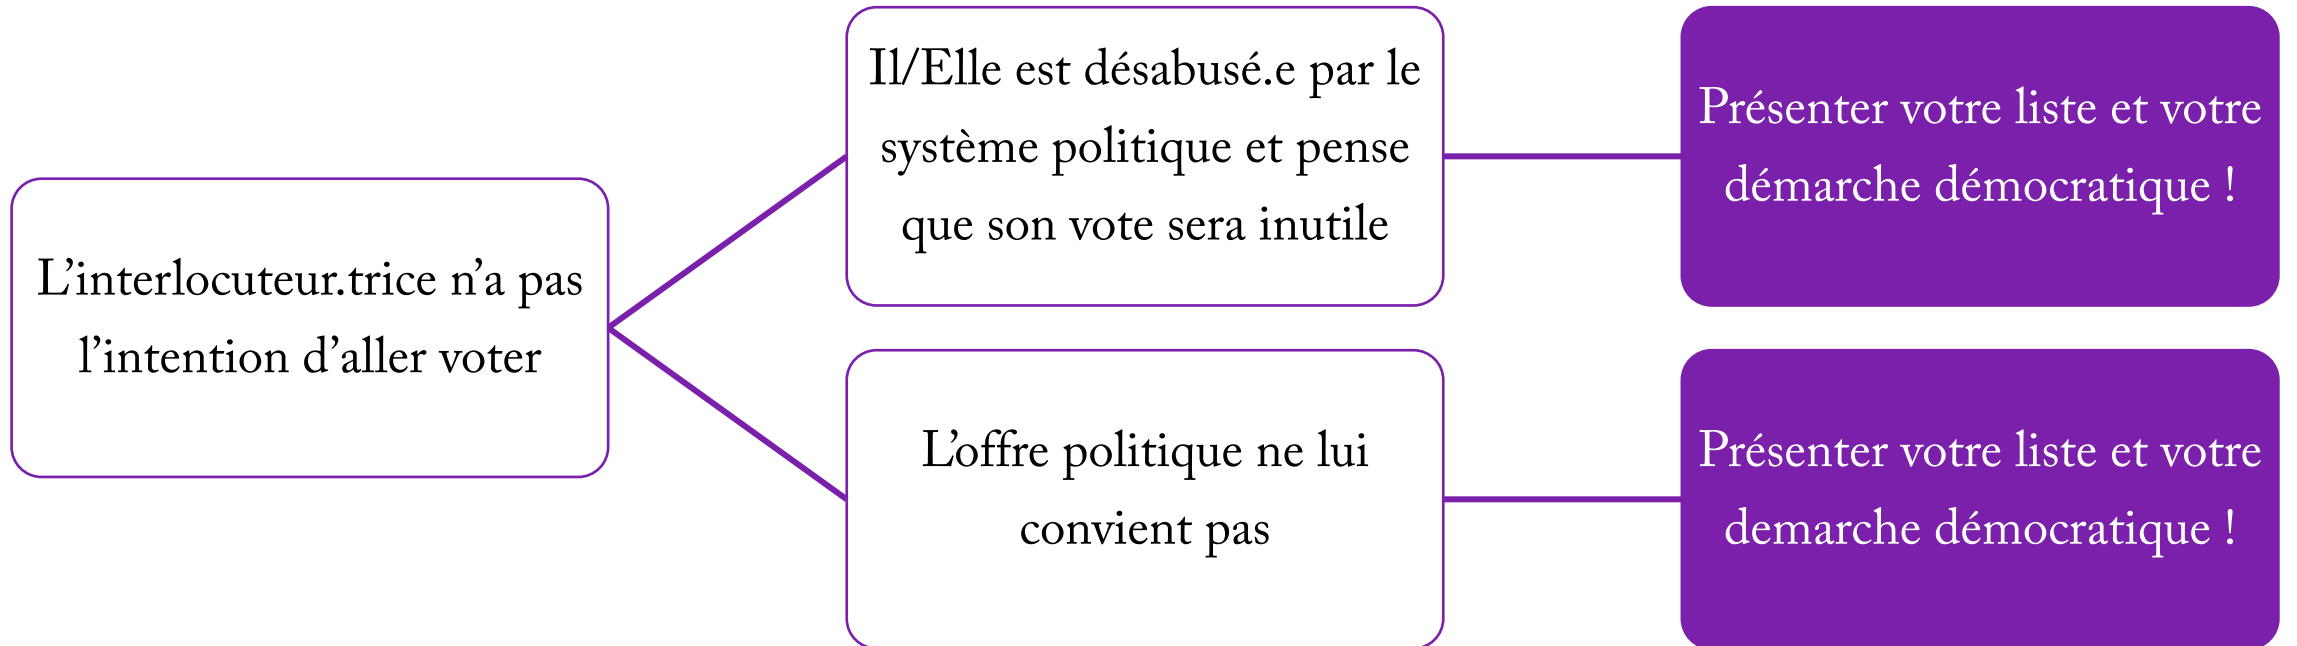 L’interlocuteur.trice n’a pas
l’intention d’aller voter
Il/Elle est désabusé.e par le
système politique et pense
que son vote sera inutile
Présenter votre liste et votre
démarche démocratique !
L’offre politique ne lui
convient pas
Présenter votre liste et votre
demarche démocratique !